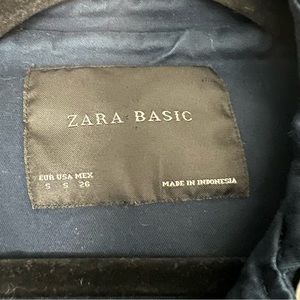 ZARA BASIC
EUR USA MEX
S S 26
MADE IN INDONESIA